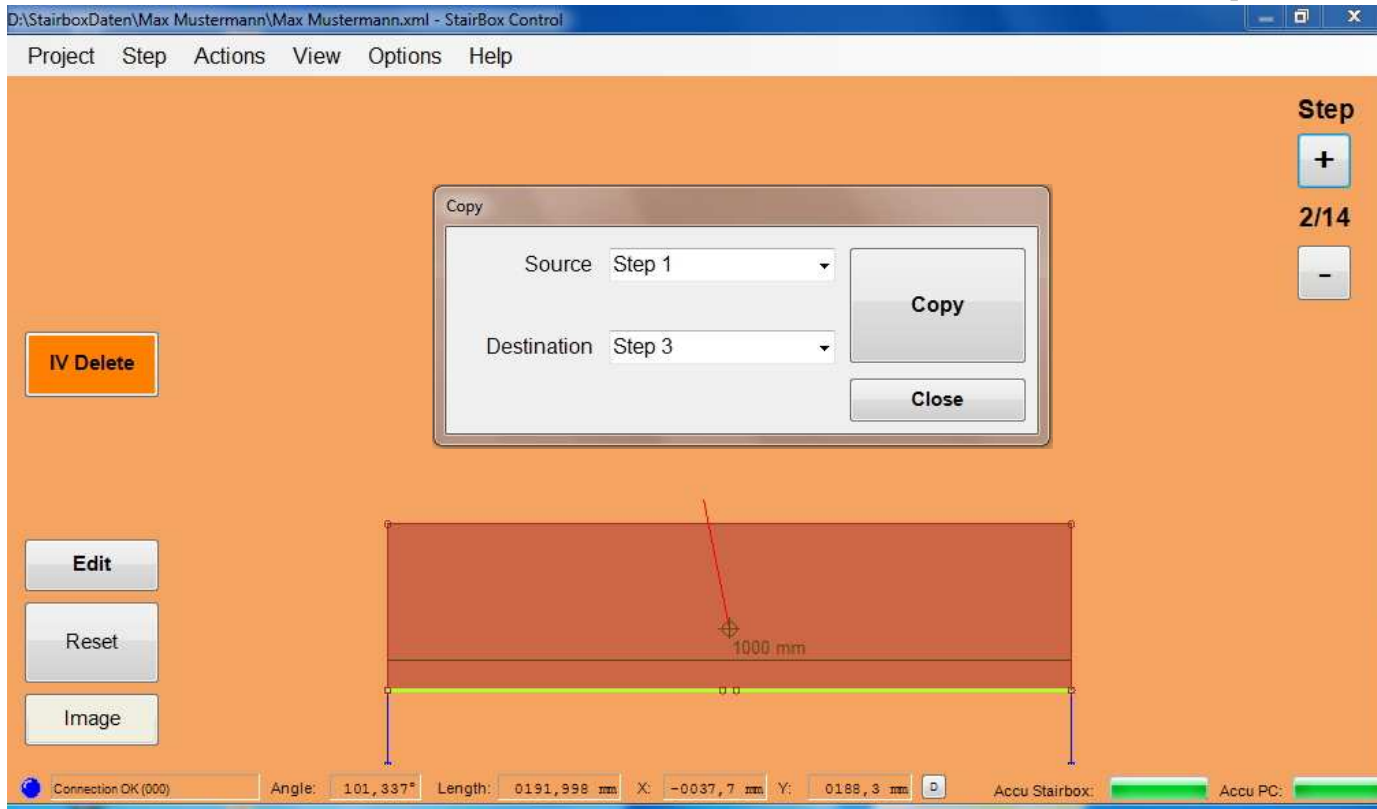 D:\StairboxDaten\Max Mustermann\Max Mustermann.xml - StairBox Control
Project Step Actions View Options Help
Step
+
2/14
-
Copy
Source Step 1
Copy
Destination Step 3
Close
IV Delete
Edit
Reset
Image
1000 mm
Connection OK (000) Angle: 101,337° Length: 0191,998 mm X: -0037,7 mm Y: 0188,3 mm D Accu Stairbox: Accu PC: